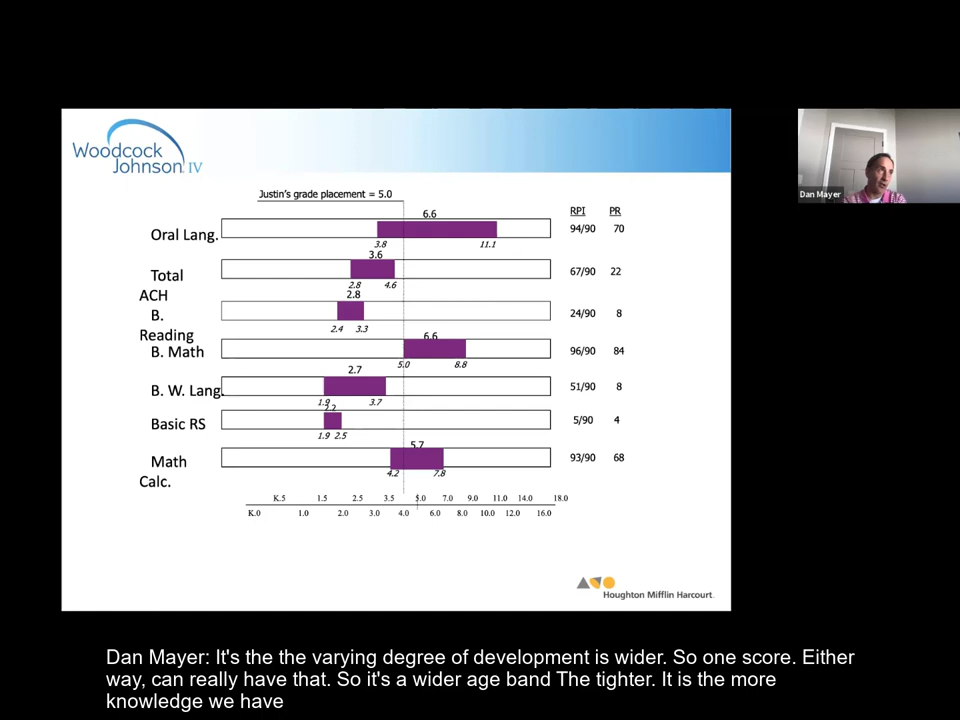 Woodcock
Johnson IV
Justin's grade placement = 5.0
RPI PR
6.6
Oral Lang. 94/90 70
3.8 11.1
3.6
Total 67/90 22
ACH
2.8 4.6
2.8
B. 24/90 8
Reading
2.4 3.3
6.6
B. Math 96/90 84
5.0 8.8
2.7
B. W. Lang. 51/90 8
1.9 3.7
2.2
Basic RS 5/90 4
1.9 2.5
5.7
Math 93/90 68
Calc.
4.2 7.8
K.5 1.5 2.5 3.5 5.0 7.0 9.0 11.0 14.0 18.0
K.0 1.0 2.0 3.0 4.0 6.0 8.0 10.0 12.0 16.0
Houghton Mifflin Harcourt
Dan Mayer
Dan Mayer: It's the the varying degree of development is wider. So one score. Either
way, can really have that. So it's a wider age band The tighter. It is the more
knowledge we have